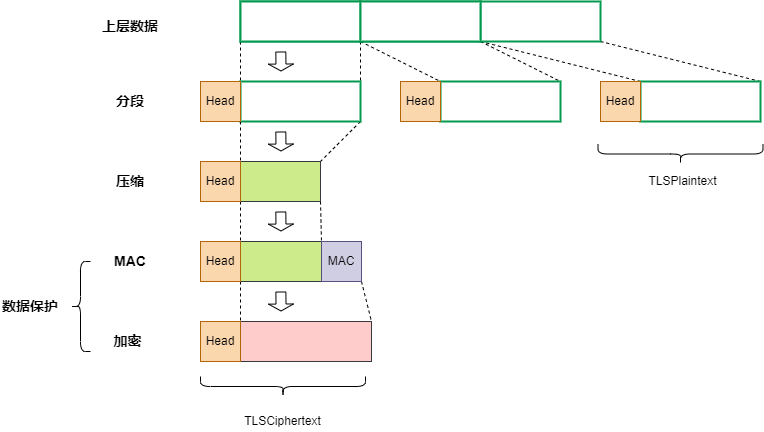 上层数据
分段
Head
Head
Head
TLSPlaintext
压缩
Head
MAC
Head
MAC
数据保护
加密
Head
TLSCiphertext